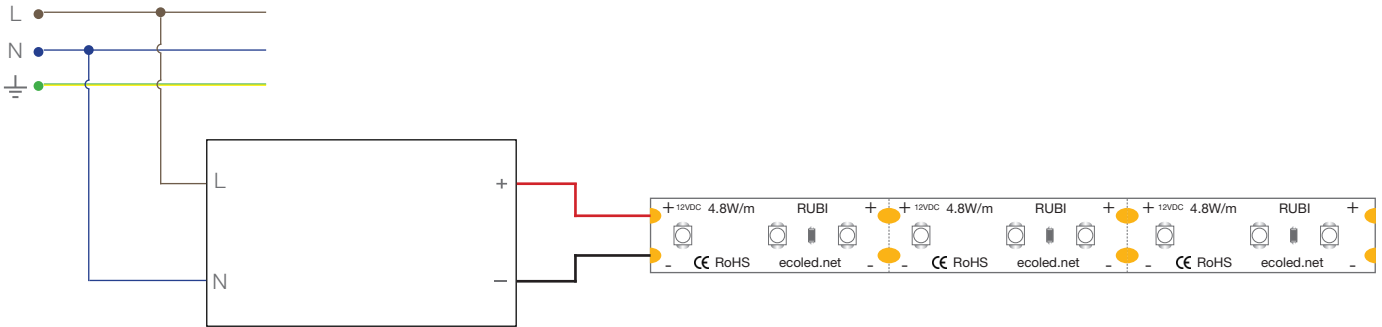 L
N
L +
N −
+ 12VDC 4.8W/m RUBI + + 12VDC 4.8W/m RUBI + + 12VDC 4.8W/m RUBI +
- CE RoHS ecoled.net - - CE RoHS ecoled.net - - CE RoHS ecoled.net -